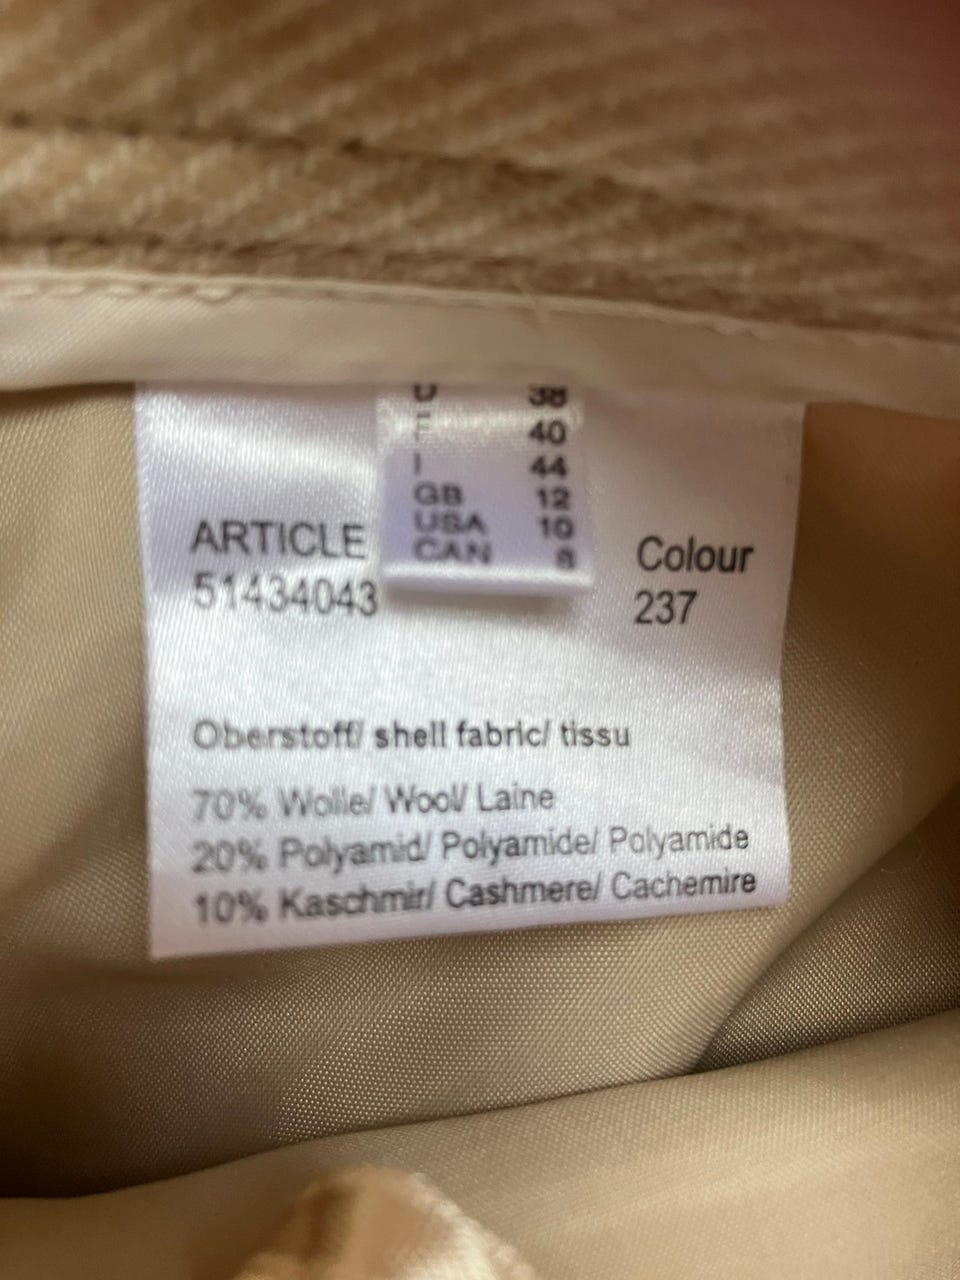 D 38
F 40
I 44
GB 12
USA 10
CAN 8
ARTICLE
51434043
Colour
237
Oberstoff/ shell fabric/ tissu
70% Wolle/ Wool/ Laine
20% Polyamid/ Polyamide/ Polyamide
10% Kaschmir/ Cashmere/ Cachemire